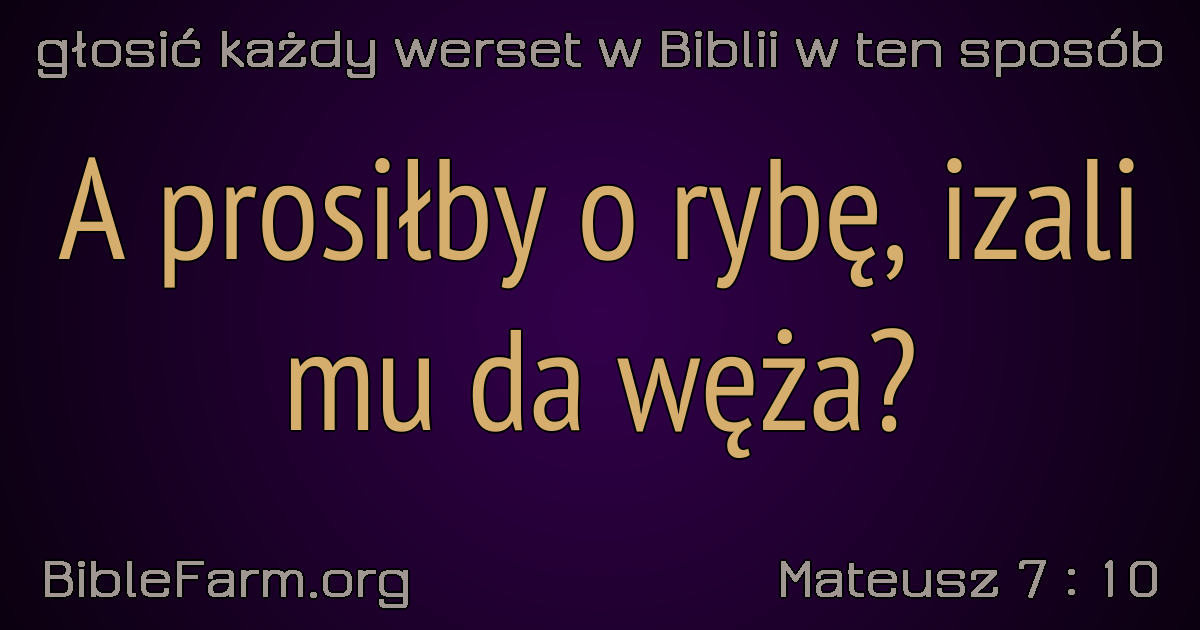 głosić każdy werset w Biblii w ten sposób
A prosiłby o rybę, izali
mu da węża?
BibleFarm.org
Mateusz 7 : 10